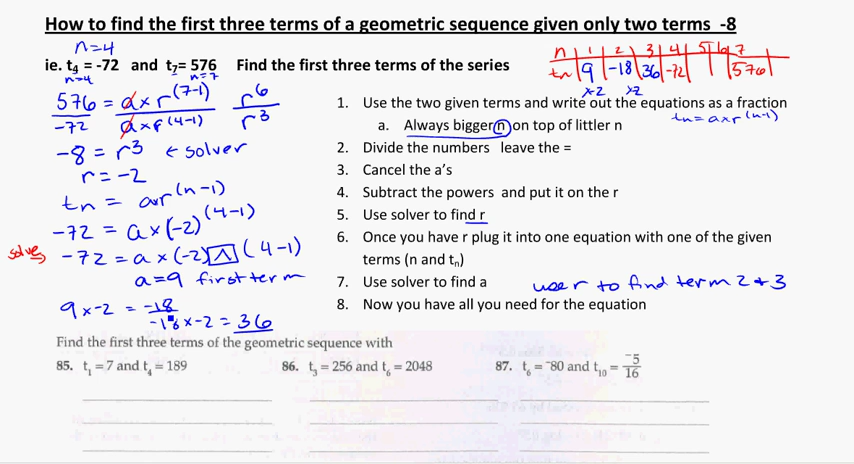 How to find the first three terms of a geometric sequence given only two terms -8
n=4
ie. t₄ = -72 and t₇= 576 Find the first three terms of the series
n=4 n=7
n 1 2 3 4 5 6 7
tn 9 -18 36 -72 576
x-2 x-2
576 = a x r^(7-1) r^6
-72 a x r^(4-1) r^3
-8 = r^3 ← solver
r = -2
tn = ar^(n-1)
-72 = a x (-2)^(4-1)
solve -72 = a x (-2) ^ (4-1)
a=9 first term
9 x -2 = -18
-18 x -2 = 36
1. Use the two given terms and write out the equations as a fraction
tn = a x r^(n-1)
a. Always bigger n on top of littler n
2. Divide the numbers leave the =
3. Cancel the a's
4. Subtract the powers and put it on the r
5. Use solver to find r
6. Once you have r plug it into one equation with one of the given
terms (n and tₙ)
7. Use solver to find a
use r to find term 2 + 3
8. Now you have all you need for the equation
Find the first three terms of the geometric sequence with
85. t₁ = 7 and t₄ = 189 86. t₃ = 256 and t₆ = 2048 87. t₆ = ⁻80 and t₁₀ = ⁻5/16